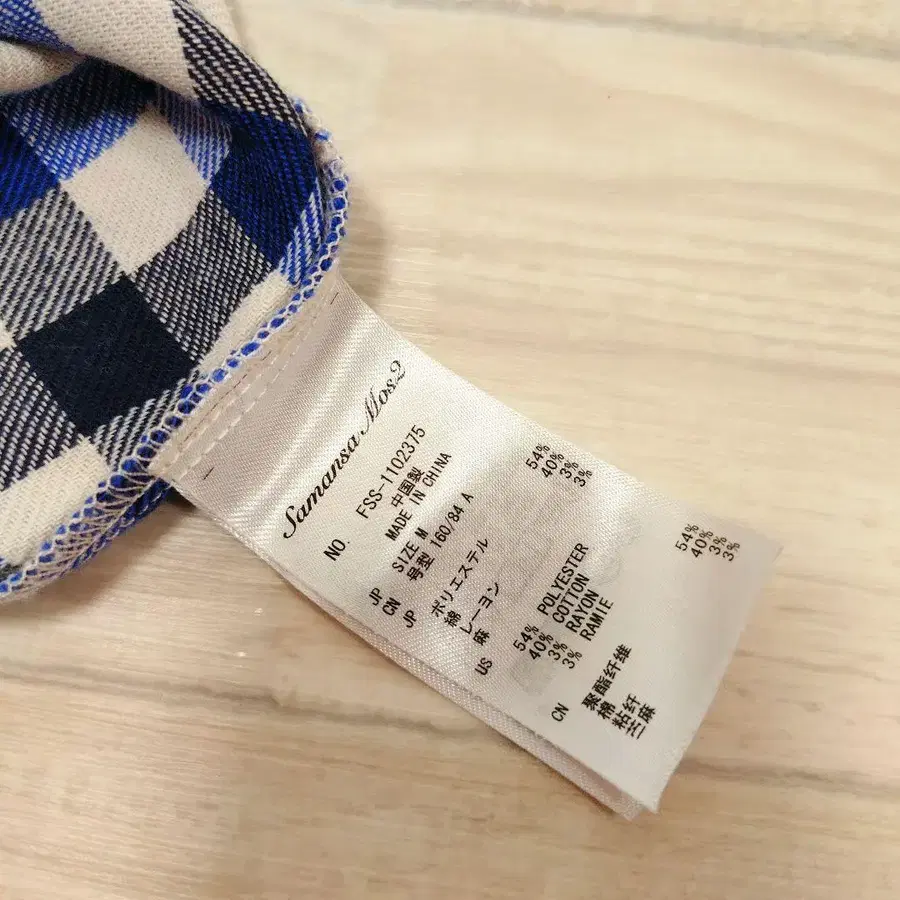 Samansa Mos2
NO. FSS-1102375
中国製
MADE IN CHINA
JP SIZE M
CN 号型 160/84 A
JP ポリエステル 54%
綿 40%
レーヨン 3%
麻 3%
US 54% POLYESTER
40% COTTON
3% RAYON
3% RAMIE
CN 聚酯纤维 54%
棉 40%
粘纤 3%
苎麻 3%